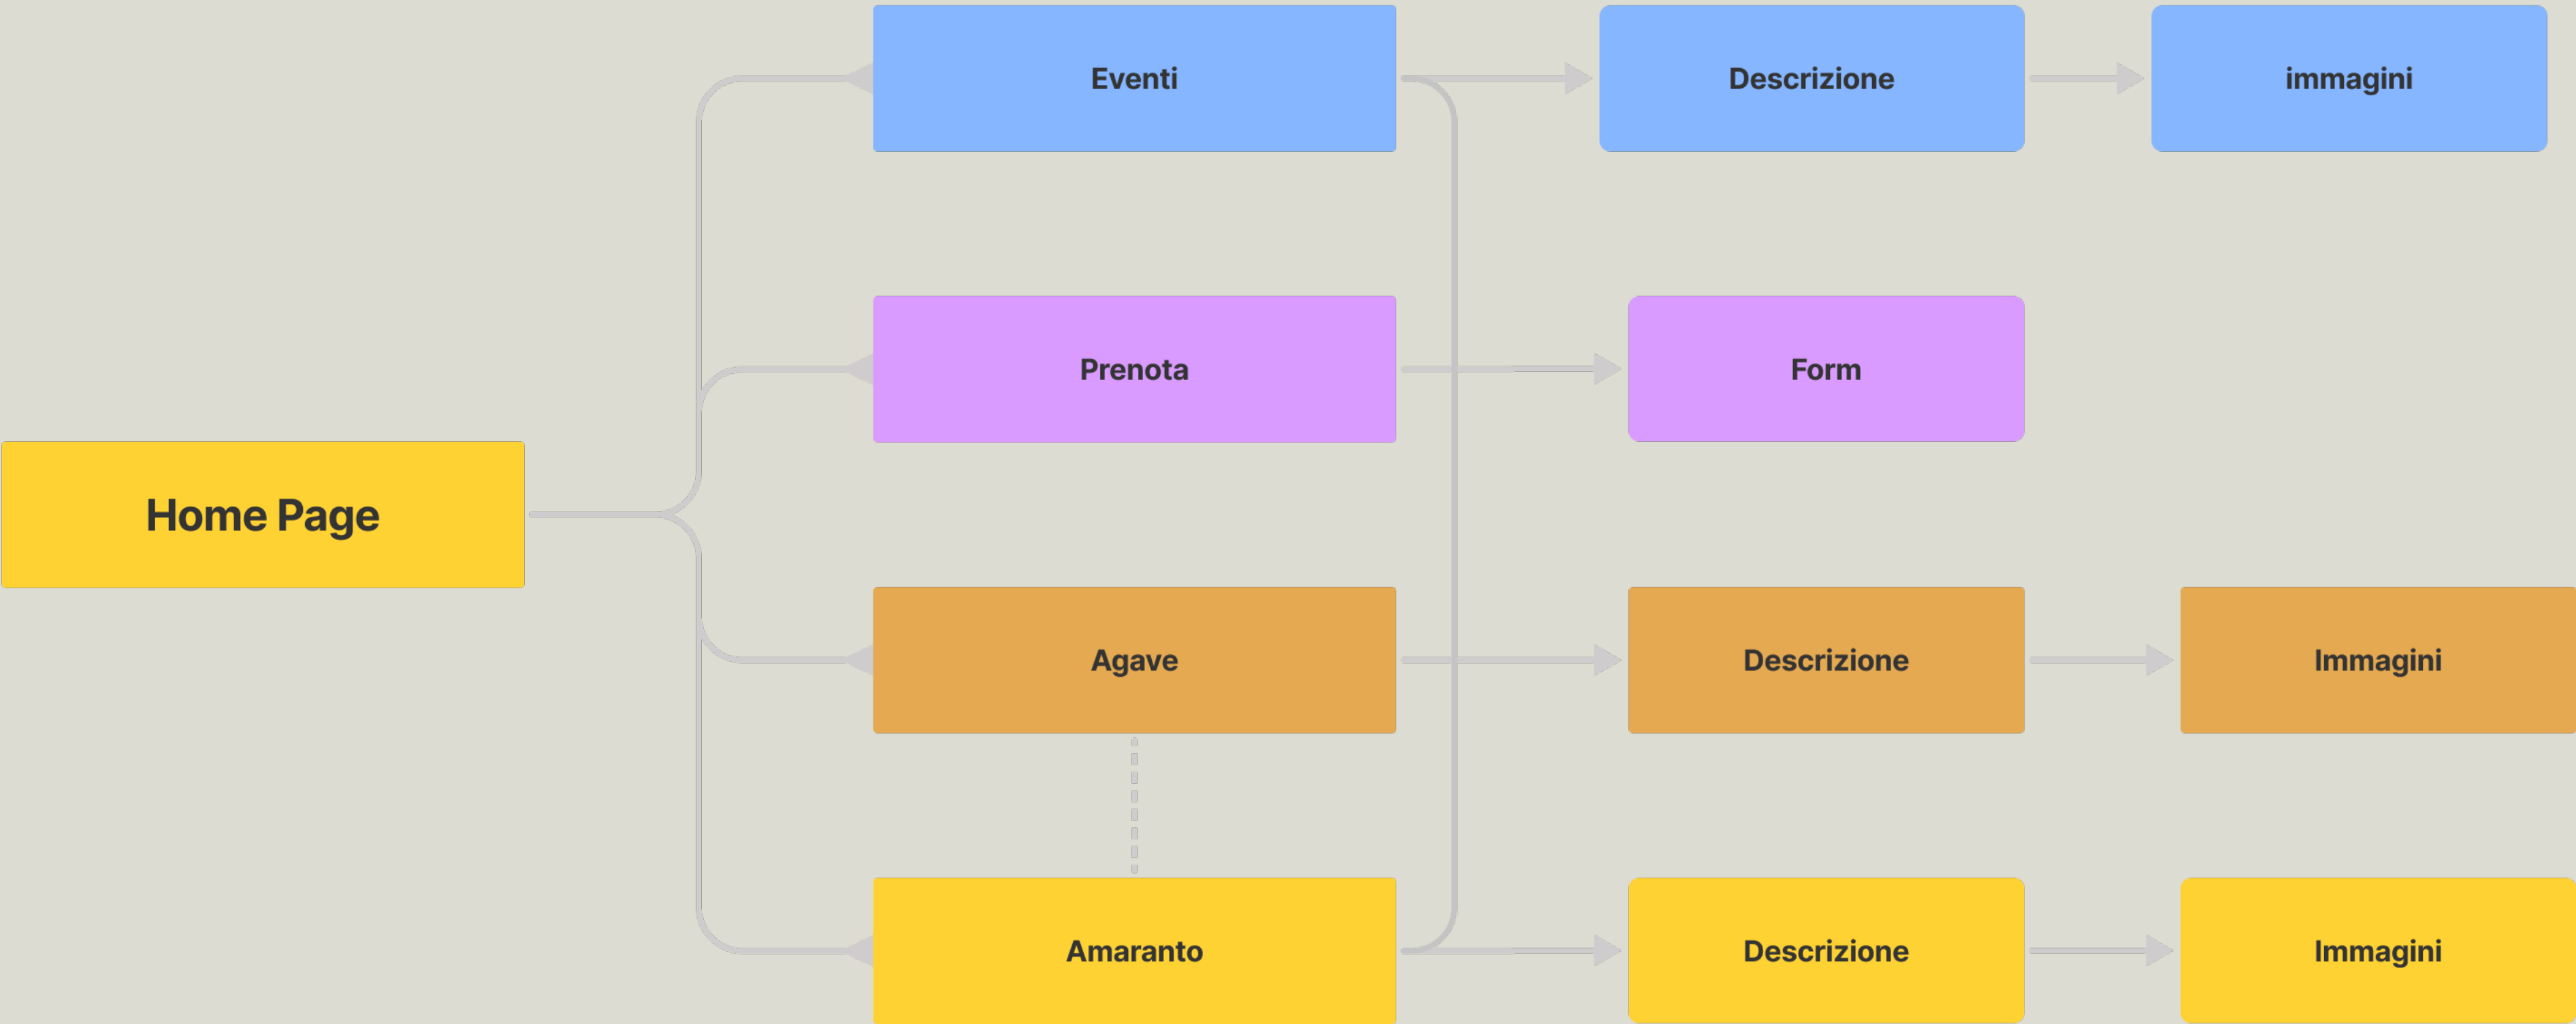 Eventi
Descrizione
immagini
Prenota
Form
Home Page
Agave
Descrizione
Immagini
Amaranto
Descrizione
Immagini